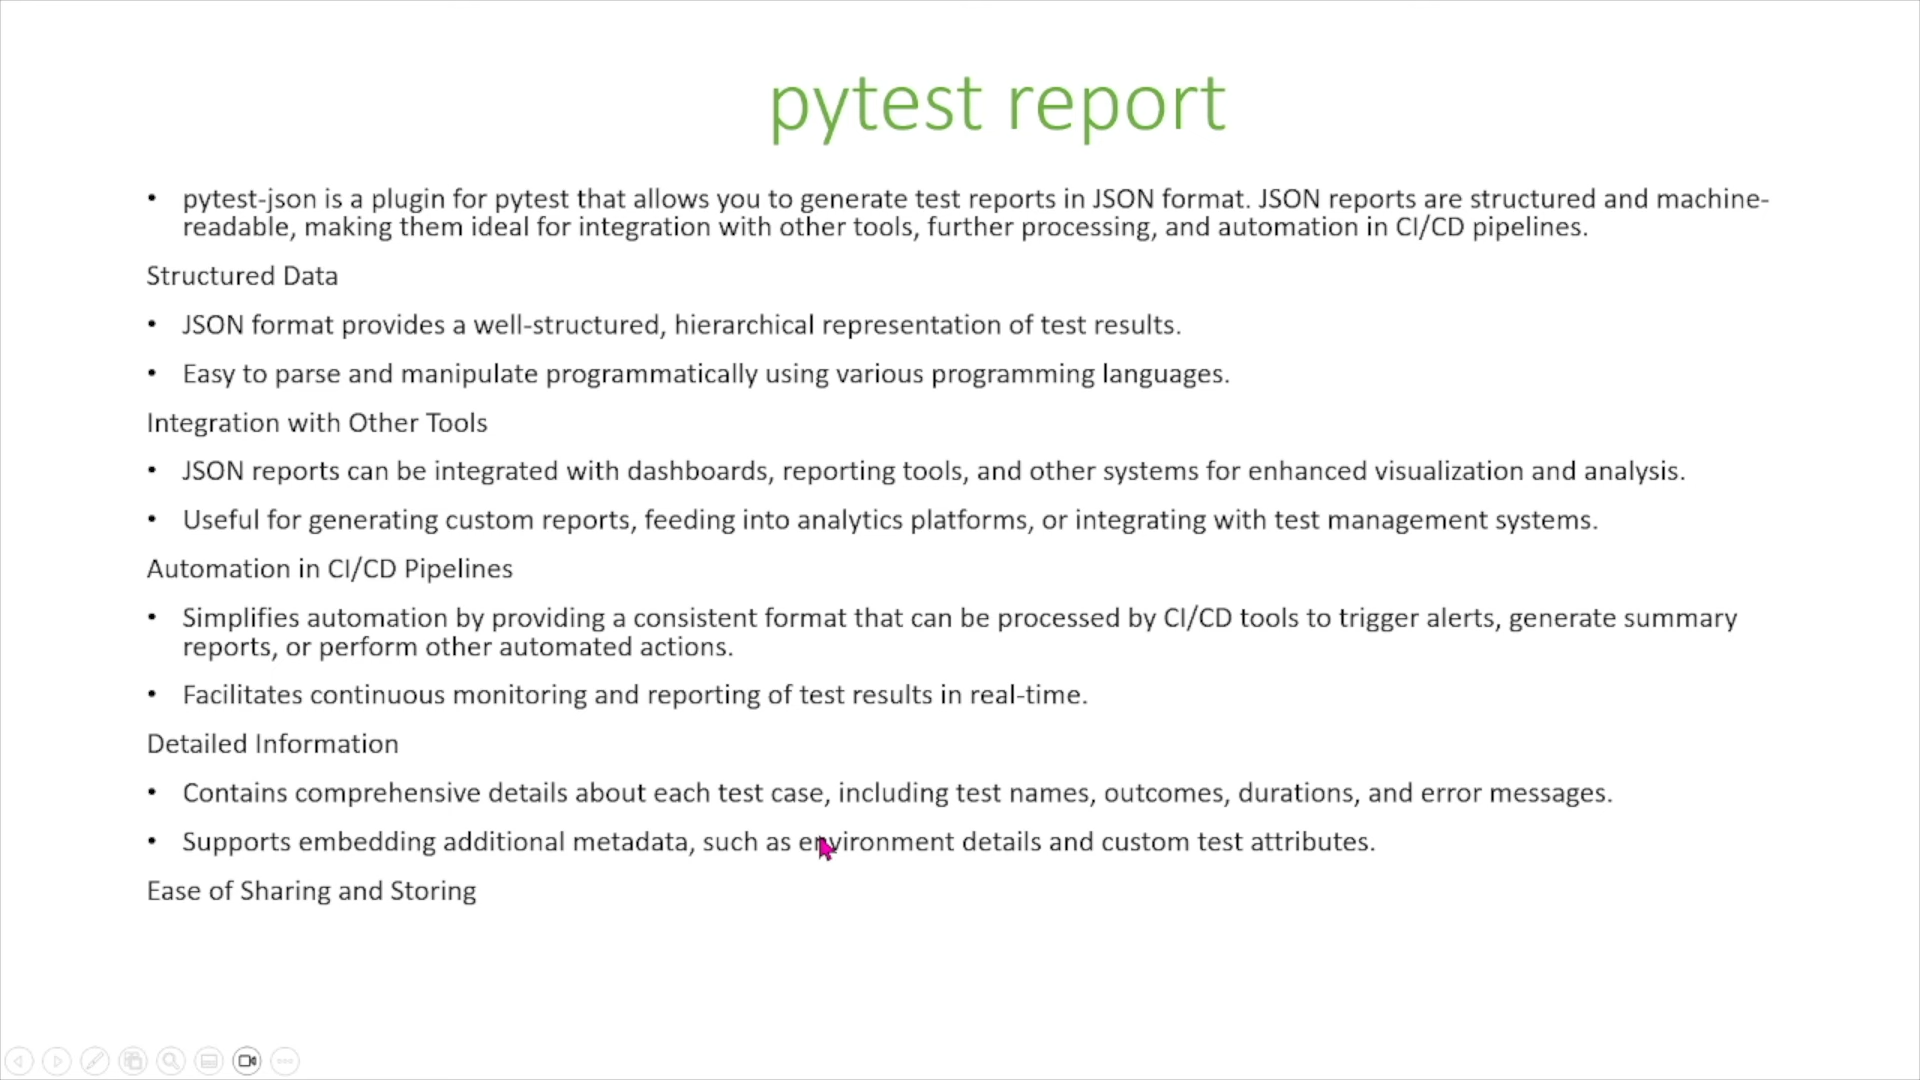 pytest report
• pytest-json is a plugin for pytest that allows you to generate test reports in JSON format. JSON reports are structured and machine-
readable, making them ideal for integration with other tools, further processing, and automation in CI/CD pipelines.
Structured Data
• JSON format provides a well-structured, hierarchical representation of test results.
• Easy to parse and manipulate programmatically using various programming languages.
Integration with Other Tools
• JSON reports can be integrated with dashboards, reporting tools, and other systems for enhanced visualization and analysis.
• Useful for generating custom reports, feeding into analytics platforms, or integrating with test management systems.
Automation in CI/CD Pipelines
• Simplifies automation by providing a consistent format that can be processed by CI/CD tools to trigger alerts, generate summary
reports, or perform other automated actions.
• Facilitates continuous monitoring and reporting of test results in real-time.
Detailed Information
• Contains comprehensive details about each test case, including test names, outcomes, durations, and error messages.
• Supports embedding additional metadata, such as environment details and custom test attributes.
Ease of Sharing and Storing